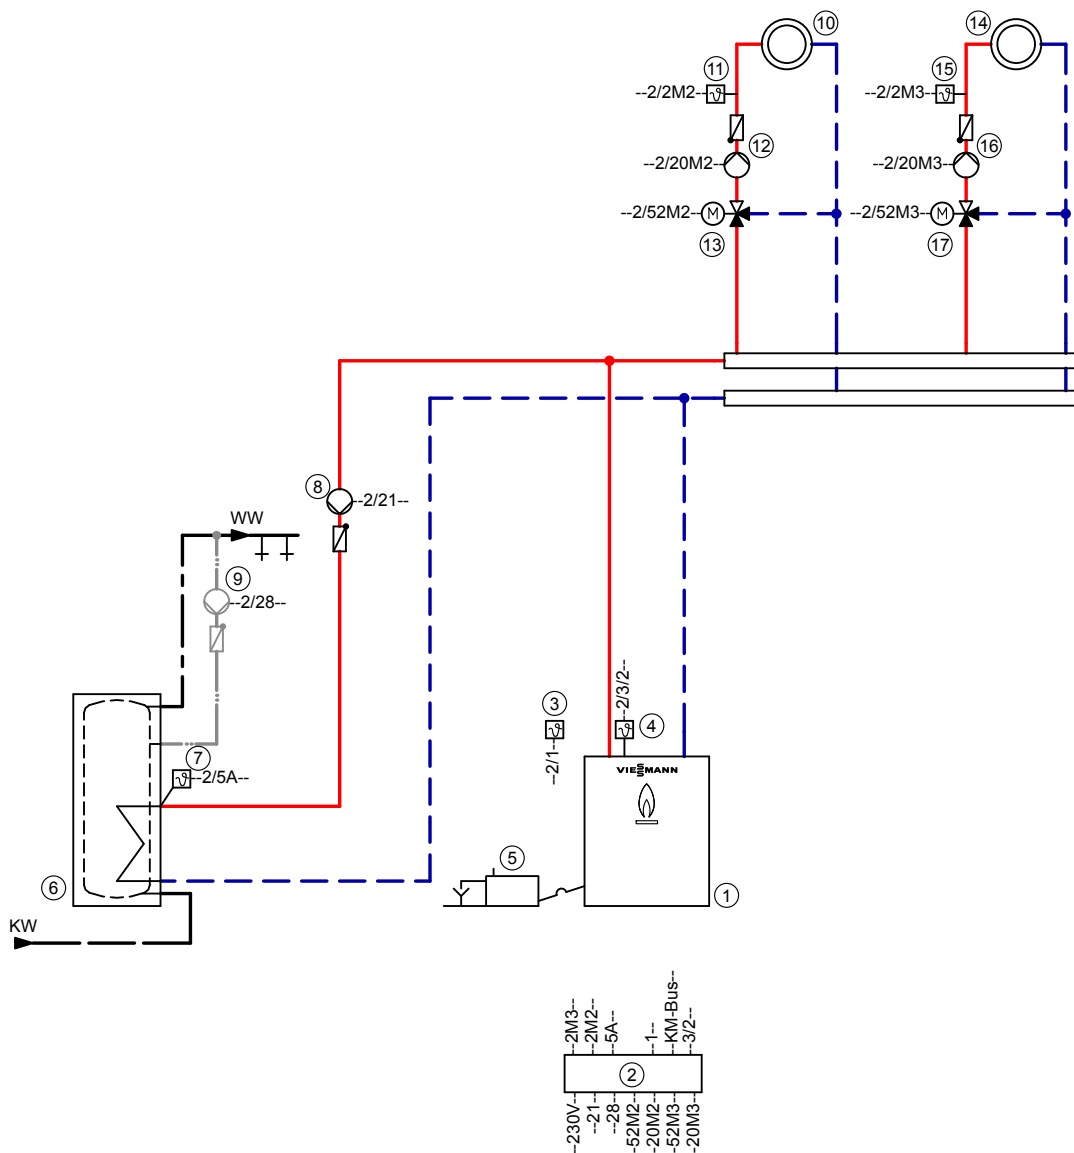 10
14
11
15
--2/2M2--
--2/2M3--
12
16
--2/20M2--
--2/20M3--
--2/52M2--
M
--2/52M3--
M
13
17
8
--2/21--
WW
9
--2/28--
3
--2/1--
--2/3/2--
4
7
--2/5A--
VIESSMANN
5
6
1
KW
2M3--
2M2--
5A--
1--
KM-Bus--
3/2--
2
--230V--
--21--
--28--
-52M2--
-20M2--
-52M3--
-20M3--